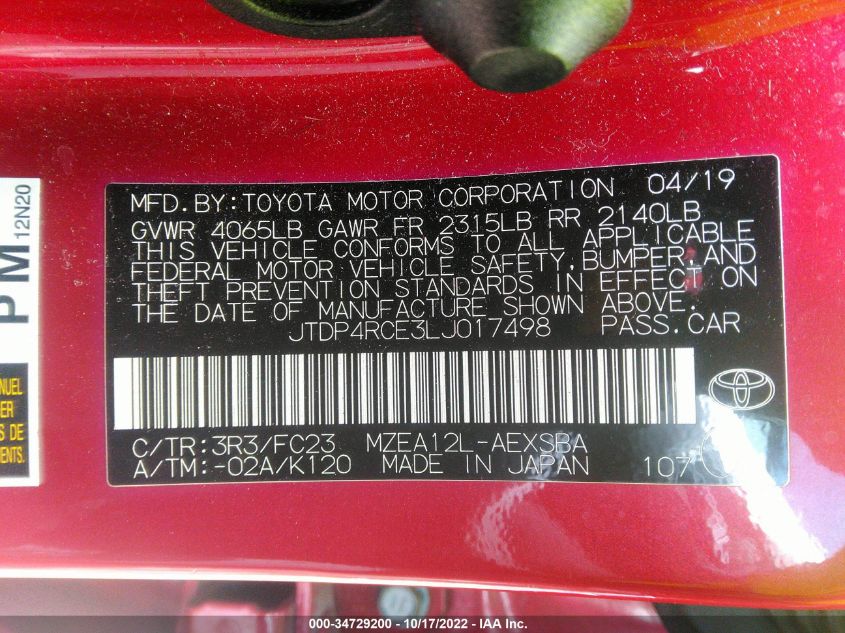 MFD.BY:TOYOTA MOTOR CORPORATION 04/19
GVWR 4065LB GAWR FR 2315LB RR 2140LB
THIS VEHICLE CONFORMS TO ALL APPLICABLE
FEDERAL MOTOR VEHICLE SAFETY,BUMPER,AND
THEFT PREVENTION STANDARDS IN EFFECT ON
THE DATE OF MANUFACTURE SHOWN ABOVE.
JTDP4RCE3LJ017498 PASS.CAR
C/TR:3R3/FC23 MZEA12L-AEXSBA
A/TM:-02A/K120 MADE IN JAPAN 107
PM
12N20
S DE
000-34729200 - 10/17/2022 - IAA Inc.